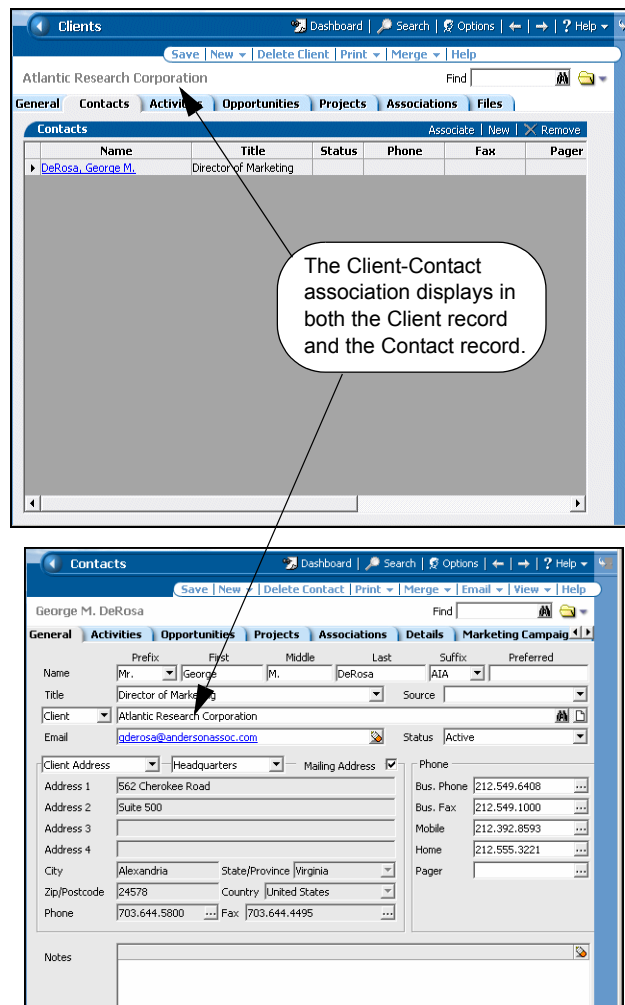 Clients Dashboard | Search | Options | ← | → | ? Help
Save | New | Delete Client | Print | Merge | Help
Atlantic Research Corporation Find
General Contacts Activities Opportunities Projects Associations Files
Contacts Associate | New | Remove
Name Title Status Phone Fax Pager
DeRosa, George M. Director of Marketing
The Client-Contact
association displays in
both the Client record
and the Contact record.
Contacts Dashboard | Search | Options | ← | → | ? Help
Save | New | Delete Contact | Print | Merge | Email | View | Help
George M. DeRosa Find
General Activities Opportunities Projects Associations Details Marketing Campaig
Prefix First Middle Last Suffix Preferred
Name Mr. George M. DeRosa AIA
Title Director of Marketing Source
Client Atlantic Research Corporation
Email gderosa@andersonassoc.com Status Active
Client Address Headquarters Mailing Address Phone
Address 1 562 Cherokee Road Bus. Phone 212.549.6408 ...
Address 2 Suite 500 Bus. Fax 212.549.1000 ...
Address 3 Mobile 212.392.8593 ...
Address 4 Home 212.555.3221 ...
City Alexandria State/Province Virginia Pager ...
Zip/Postcode 24578 Country United States
Phone 703.644.5800 ... Fax 703.644.4495 ...
Notes